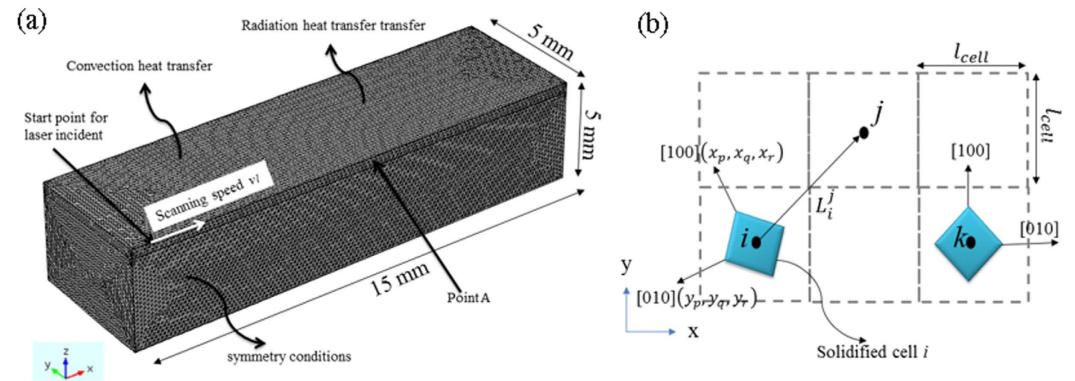 (a)
Radiation heat transfer transfer
5 mm
Convection heat transfer
Start point for
laser incident
5 mm
Scanning speed vl
15 mm
Point A
symmetry conditions
z
y
x
(b)
l_cell
l_cell
j
[100](x_p, x_q, x_r)
[100]
L_i^j
i
k
[010]
[010](y_p, y_q, y_r)
y
x
Solidified cell i